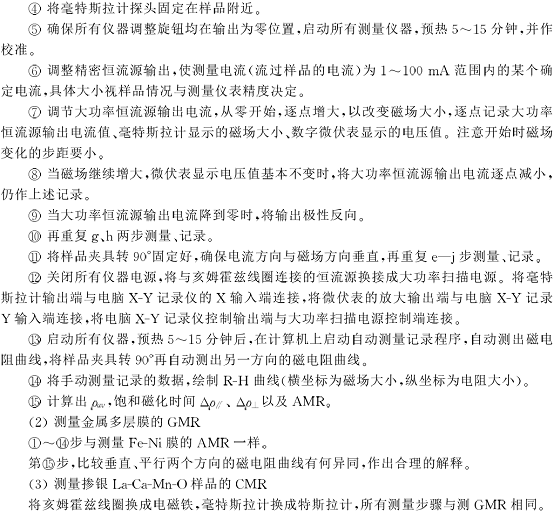 ④ 将毫特斯拉计探头固定在样品附近。
⑤ 确保所有仪器调整旋钮均在输出为零位置,启动所有测量仪器,预热5～15分钟,并作
校准。
⑥ 调整精密恒流源输出,使测量电流(流过样品的电流)为1～100 mA范围内的某个确
定电流,具体大小视样品情况与测量仪表精度决定。
⑦ 调节大功率恒流源输出电流,从零开始,逐点增大,以改变磁场大小,逐点记录大功率
恒流源输出电流值、毫特斯拉计显示的磁场大小、数字微伏表显示的电压值。注意开始时磁场
变化的步距要小。
⑧ 当磁场继续增大,微伏表显示电压值基本不变时,将大功率恒流源输出电流逐点减小,
仍作上述记录。
⑨ 当大功率恒流源输出电流降到零时,将输出极性反向。
⑩ 再重复g、h两步测量、记录。
⑪ 将样品夹具转90°固定好,确保电流方向与磁场方向垂直,再重复e—j步测量、记录。
⑫ 关闭所有仪器电源,将与亥姆霍兹线圈连接的恒流源换接成大功率扫描电源。将毫特
斯拉计输出端与电脑X-Y记录仪的X输入端连接,将微伏表的放大输出端与电脑X-Y记录
Y输入端连接,将电脑X-Y记录仪控制输出端与大功率扫描电源控制端连接。
⑬ 启动所有仪器,预热5～15分钟后,在计算机上启动自动测量记录程序,自动测出磁电
阻曲线,将样品夹具转90°再自动测出另一方向的磁电阻曲线。
⑭ 将手动测量记录的数据,绘制R-H曲线(横坐标为磁场大小,纵坐标为电阻大小)。
⑮ 计算出ρav,饱和磁化时间Δρ∥、Δρ⊥以及AMR。
(2) 测量金属多层膜的GMR
①～⑭步与测量Fe-Ni膜的AMR一样。
第⑮步,比较垂直、平行两个方向的磁电阻曲线有何异同,作出合理的解释。
(3) 测量掺银La-Ca-Mn-O样品的CMR
将亥姆霍兹线圈换成电磁铁,毫特斯拉计换成特斯拉计,所有测量步骤与测GMR相同。